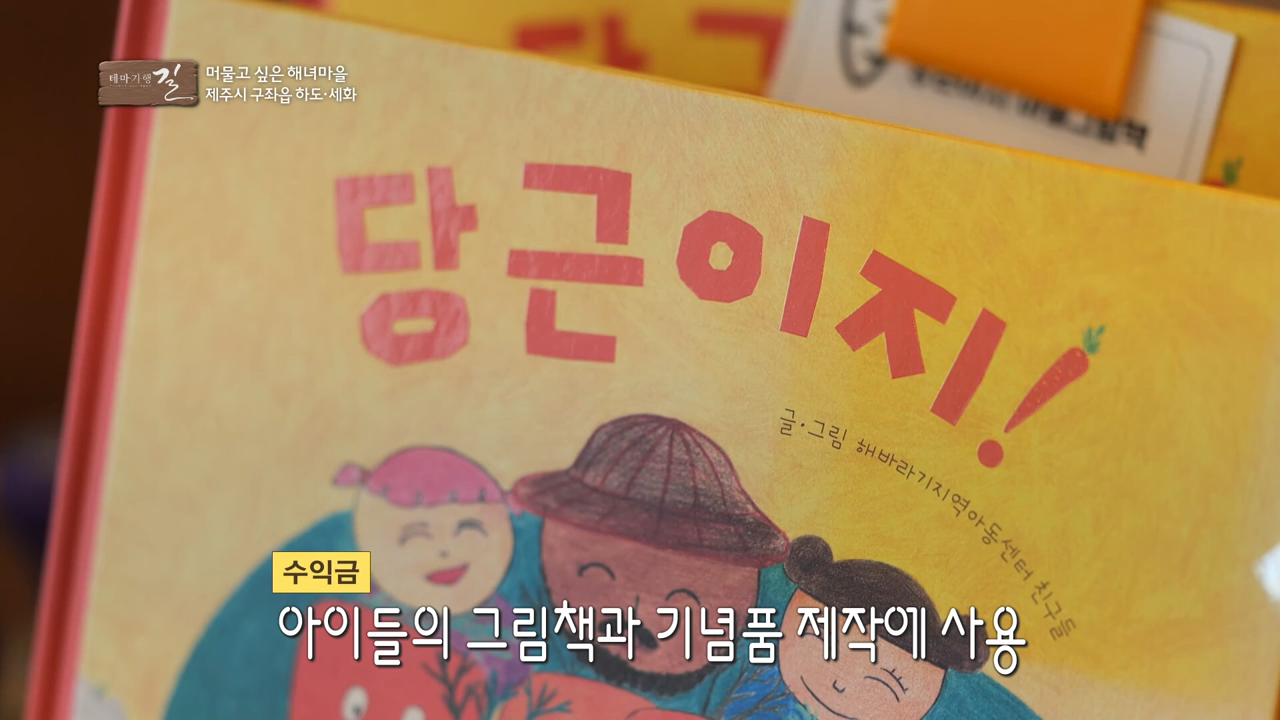 테마기행 길
머물고 싶은 해녀마을
제주시 구좌읍 하도·세화
당근이지!
글·그림 해바라기지역아동센터 친구들
수익금
아이들의 그림책과 기념품 제작에 사용